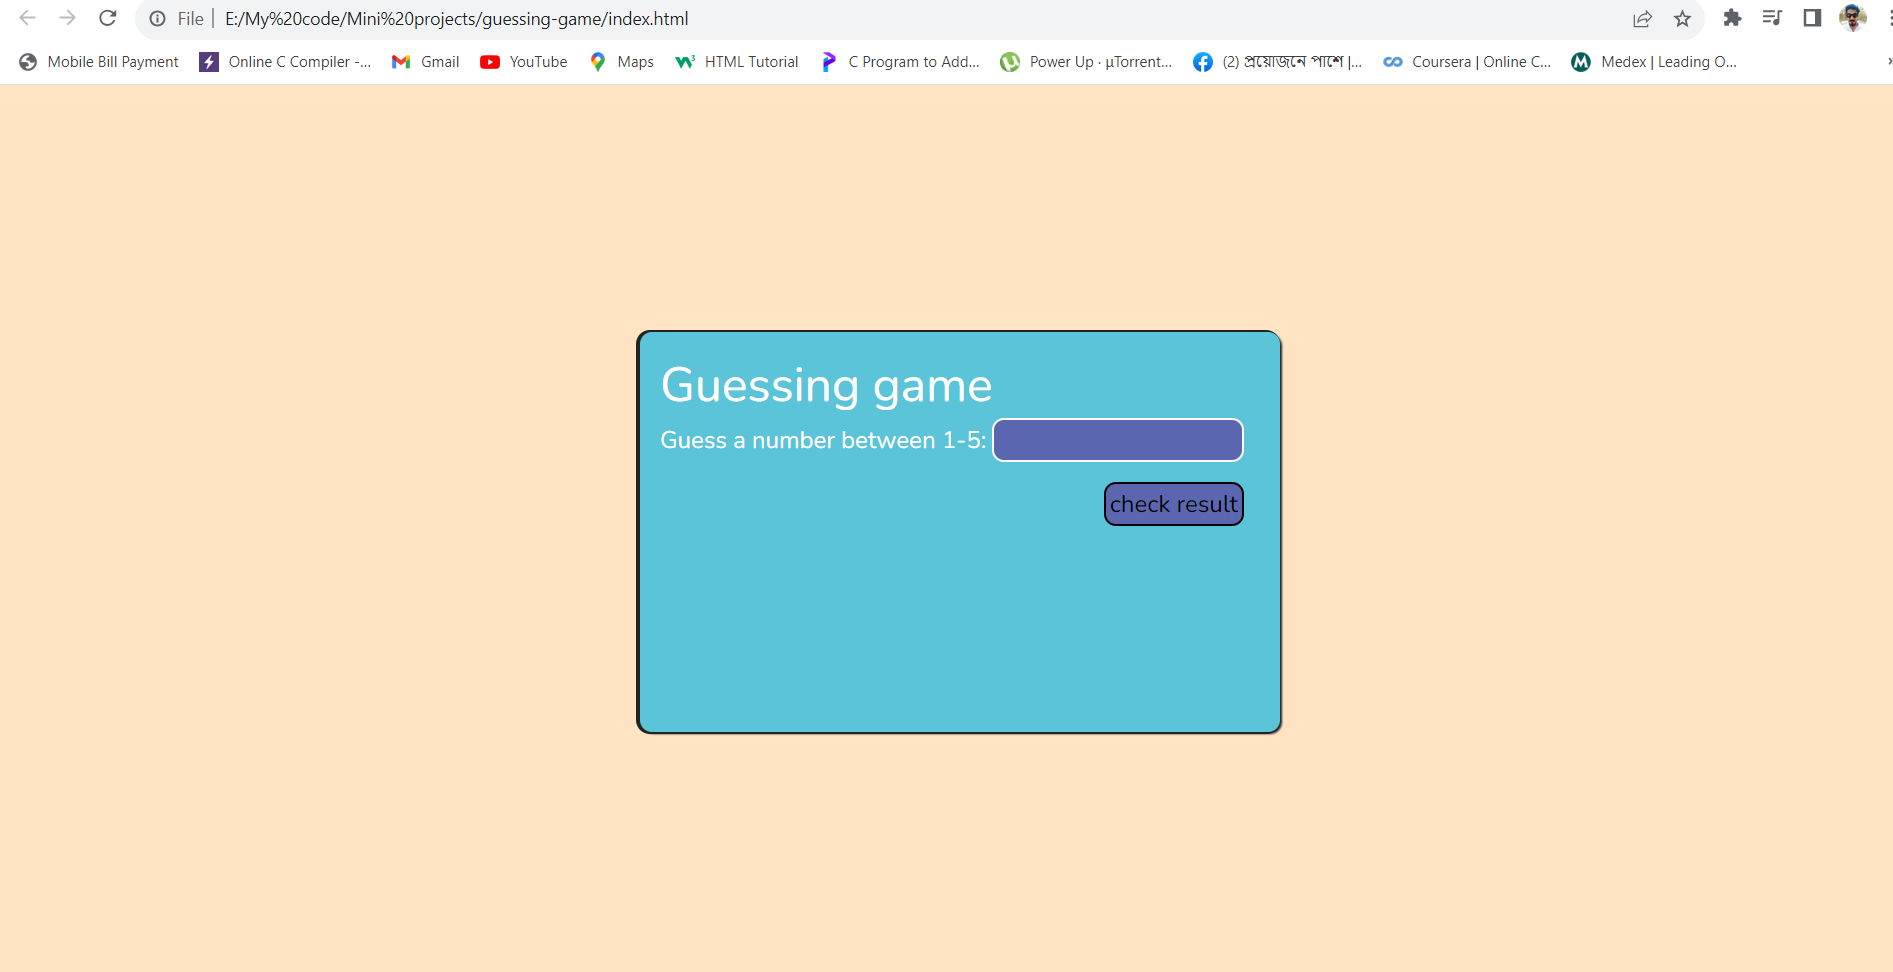 File | E:/My%20code/Mini%20projects/guessing-game/index.html
Mobile Bill Payment Online C Compiler -... Gmail YouTube Maps HTML Tutorial C Program to Add... Power Up · µTorrent... (2) প্রয়োজনে পাশে |... Coursera | Online C... Medex | Leading O... »
Guessing game
Guess a number between 1-5:
check result